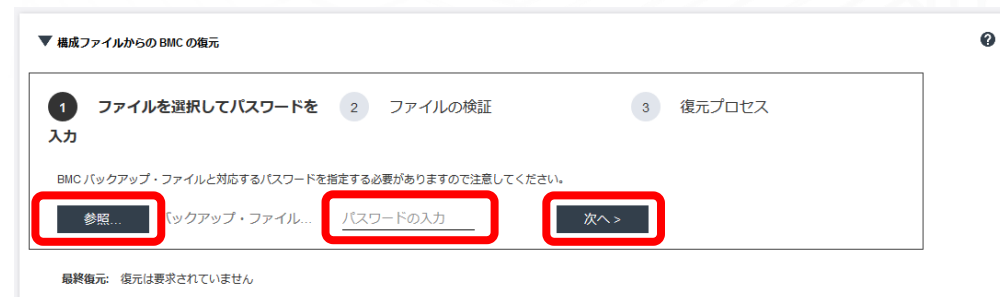 ▼ 構成ファイルからの BMC の復元
?
1 ファイルを選択してパスワードを 2 ファイルの検証 3 復元プロセス
入力
BMC バックアップ・ファイルと対応するパスワードを指定する必要がありますので注意してください。
参照... バックアップ・ファイル... パスワードの入力 次へ >
最終復元: 復元は要求されていません